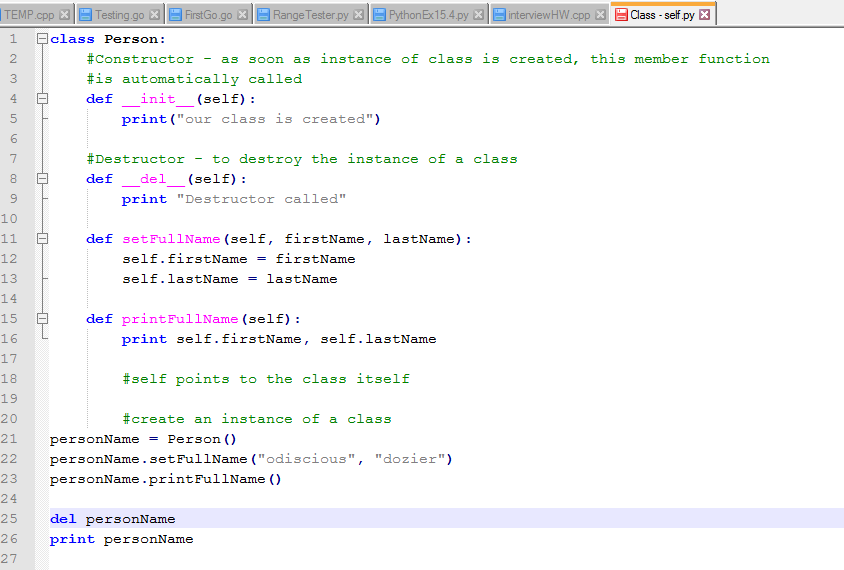 TEMP.cpp Testing.go FirstGo.go RangeTester.py PythonEx15.4.py interviewHW.cpp Class - self.py
1 class Person:
2 #Constructor - as soon as instance of class is created, this member function
3 #is automatically called
4 def __init__(self):
5 print("our class is created")
6
7 #Destructor - to destroy the instance of a class
8 def __del__(self):
9 print "Destructor called"
10
11 def setFullName(self, firstName, lastName):
12 self.firstName = firstName
13 self.lastName = lastName
14
15 def printFullName(self):
16 print self.firstName, self.lastName
17
18 #self points to the class itself
19
20 #create an instance of a class
21 personName = Person()
22 personName.setFullName("odiscious", "dozier")
23 personName.printFullName()
24
25 del personName
26 print personName
27